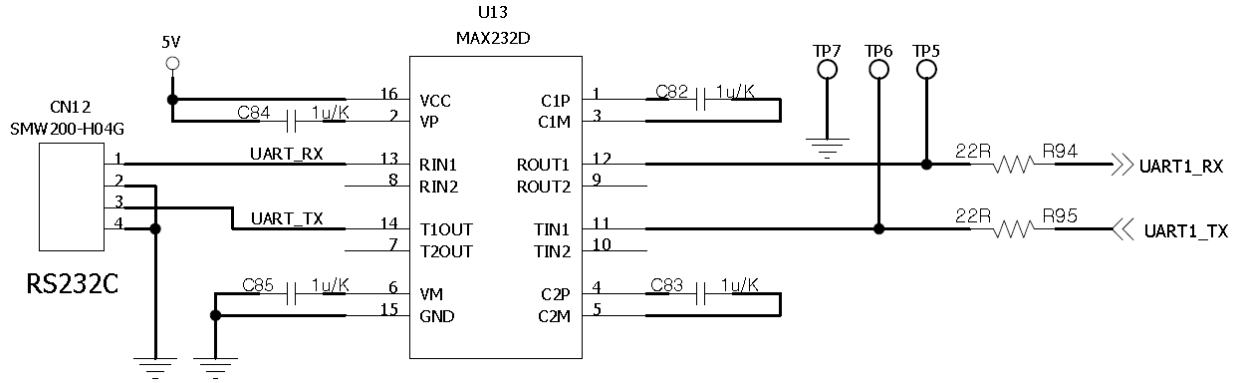 U13
MAX232D
5V
TP7 TP6 TP5
CN12
SMW200-H04G
C84 1u/K
16 VCC C1P 1 C82 1u/K
2 VP C1M 3
1 UART_RX 13 RIN1 ROUT1 12 22R R94 UART1_RX
2 8 RIN2 ROUT2 9
3 UART_TX 14 T1OUT TIN1 11 22R R95 UART1_TX
4 7 T2OUT TIN2 10
RS232C
C85 1u/K 6 VM C2P 4 C83 1u/K
15 GND C2M 5